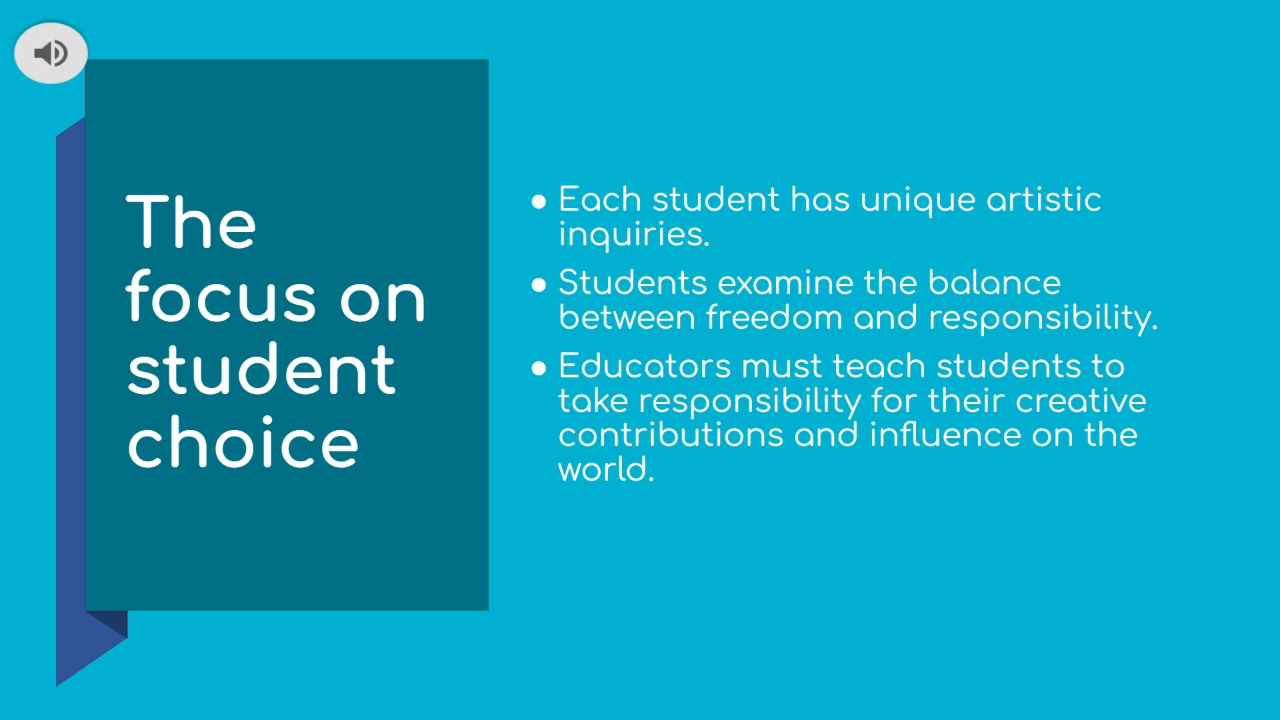 The
focus on
student
choice
● Each student has unique artistic
inquiries.
● Students examine the balance
between freedom and responsibility.
● Educators must teach students to
take responsibility for their creative
contributions and influence on the
world.